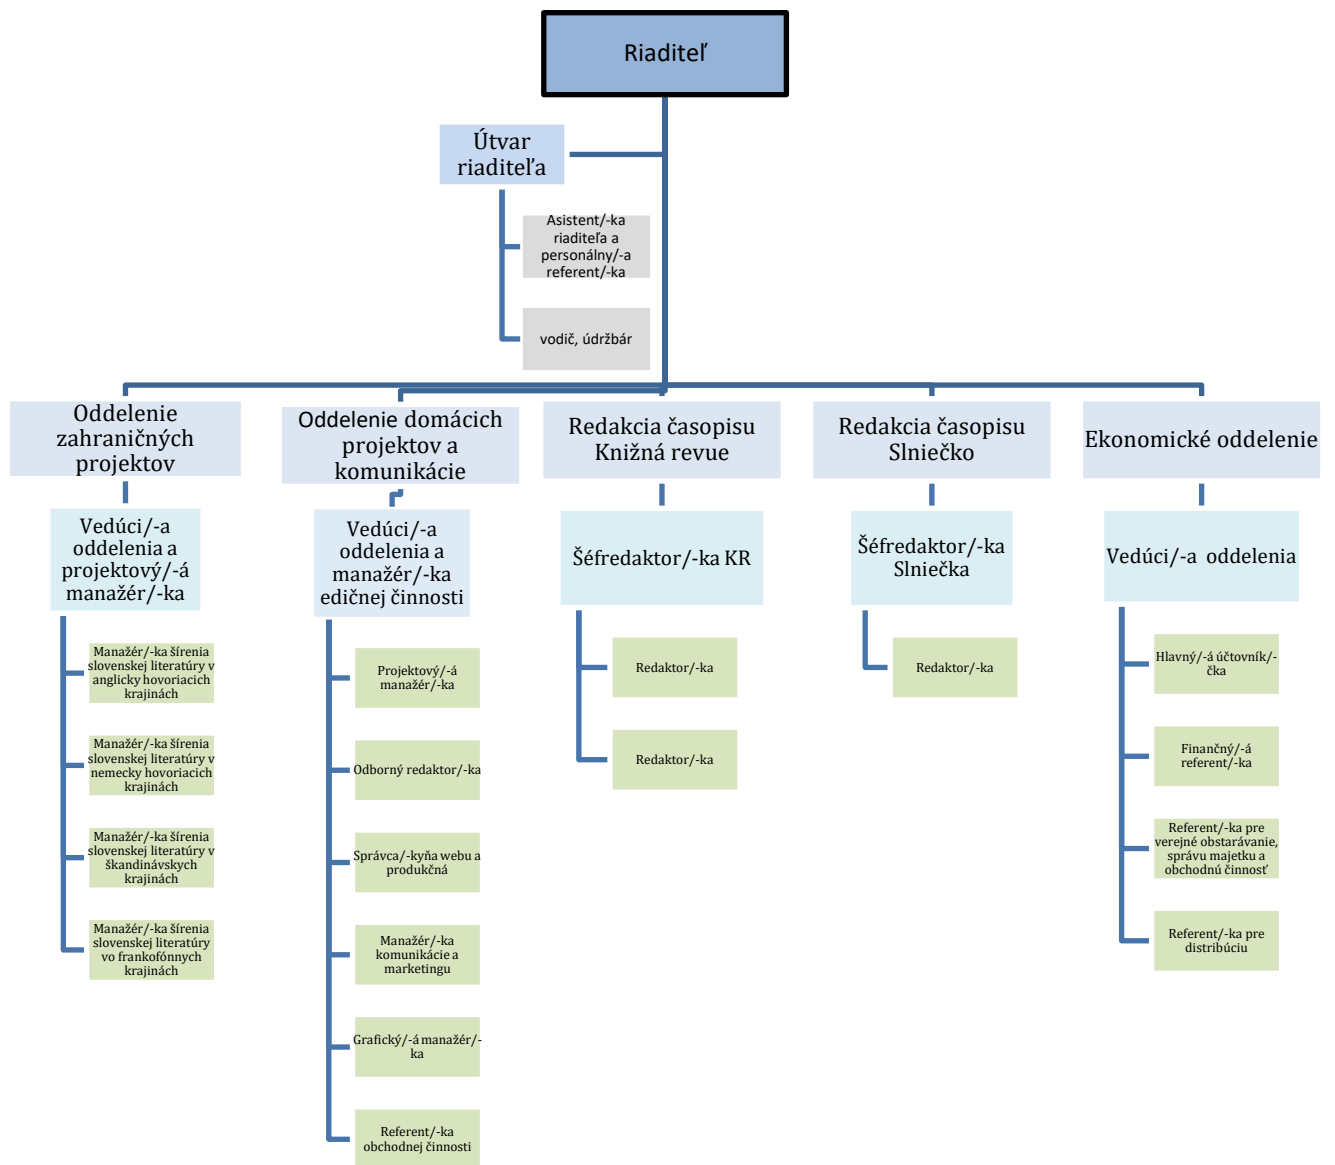 Riaditeľ
Útvar
riaditeľa
Asistent/-ka
riaditeľa a
personálny/-a
referent/-ka
vodič, údržbár
Oddelenie
zahraničných
projektov
Vedúci/-a
oddelenia a
projektový/-á
manažér/-ka
Manažér/-ka šírenia
slovenskej literatúry v
anglicky hovoriacich
krajinách
Manažér/-ka šírenia
slovenskej literatúry v
nemecky hovoriacich
krajinách
Manažér/-ka šírenia
slovenskej literatúry v
škandinávskych
krajinách
Manažér/-ka šírenia
slovenskej literatúry
vo frankofónnych
krajinách
Oddelenie domácich
projektov a
komunikácie
Vedúci/-a
oddelenia a
manažér/-ka
edičnej činnosti
Projektový/-á
manažér/-ka
Odborný redaktor/-ka
Správca/-kyňa webu a
produkčná
Manažér/-ka
komunikácie a
marketingu
Grafický/-á manažér/-
ka
Referent/-ka
obchodnej činnosti
Redakcia časopisu
Knižná revue
Šéfredaktor/-ka KR
Redaktor/-ka
Redaktor/-ka
Redakcia časopisu
Slniečko
Šéfredaktor/-ka
Slniečka
Redaktor/-ka
Ekonomické oddelenie
Vedúci/-a oddelenia
Hlavný/-á účtovník/-
čka
Finančný/-á
referent/-ka
Referent/-ka pre
verejné obstarávanie,
správu majetku a
obchodnú činnosť
Referent/-ka pre
distribúciu